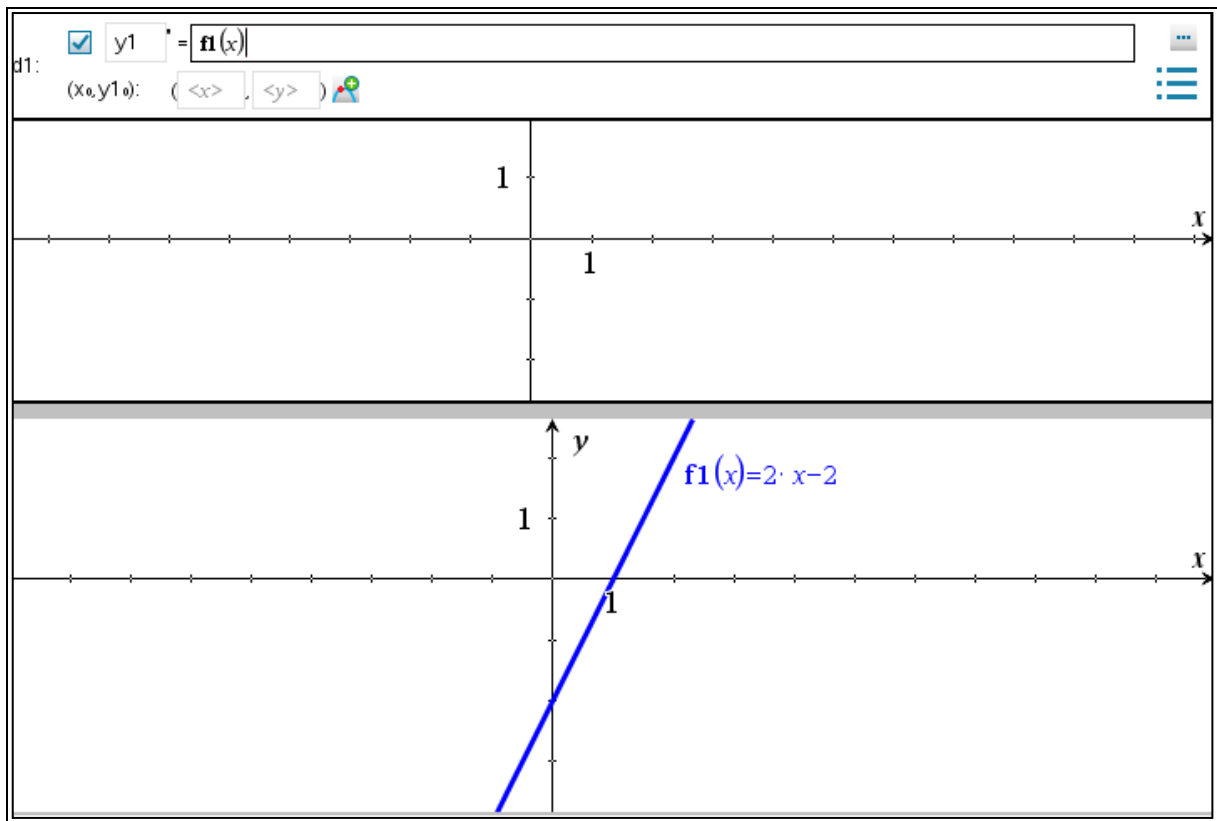 y1 ' = f1(x)
d1:
(x₀,y1₀): ( <x> , <y> )
1
x
1
y
f1(x)=2· x−2
1
x
1